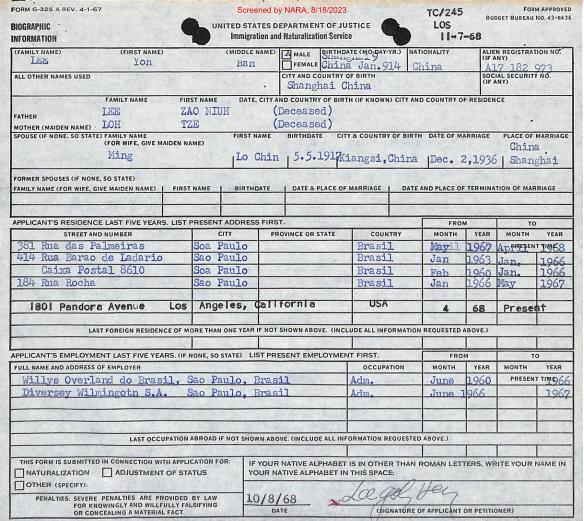 FORM G-325 A REV. 4-1-67
Screened by NARA, 8/18/2023
FORM APPROVED
BUDGET BUREAU NO. 43-R436
TC/245
LOS
11-7-68
BIOGRAPHIC
INFORMATION
UNITED STATES DEPARTMENT OF JUSTICE
Immigration and Naturalization Service
(FAMILY NAME) (FIRST NAME) (MIDDLE NAME) MALE FEMALE BIRTHDATE (MO.-DAY-YR.) NATIONALITY ALIEN REGISTRATION NO. (IF ANY)
LEE Yon Han China Jan.914 China A17 182 973
ALL OTHER NAMES USED CITY AND COUNTRY OF BIRTH SOCIAL SECURITY NO. (IF ANY)
Shanghai China
FAMILY NAME FIRST NAME DATE, CITY AND COUNTRY OF BIRTH (IF KNOWN) CITY AND COUNTRY OF RESIDENCE
FATHER LEE ZAO NIUH (Deceased)
MOTHER (MAIDEN NAME) LOH TZE (Deceased)
SPOUSE (IF NONE, SO STATE) FAMILY NAME (FOR WIFE, GIVE MAIDEN NAME) FIRST NAME BIRTHDATE CITY & COUNTRY OF BIRTH DATE OF MARRIAGE PLACE OF MARRIAGE
Ming Lo Chin 5.5.1917 Kiangsi,China Dec. 2,1936 China Shanghai
FORMER SPOUSES (IF NONE, SO STATE)
FAMILY NAME (FOR WIFE, GIVE MAIDEN NAME) FIRST NAME BIRTHDATE DATE & PLACE OF MARRIAGE DATE AND PLACE OF TERMINATION OF MARRIAGE
APPLICANT'S RESIDENCE LAST FIVE YEARS. LIST PRESENT ADDRESS FIRST. FROM TO
STREET AND NUMBER CITY PROVINCE OR STATE COUNTRY MONTH YEAR MONTH YEAR
PRESENT TIME
381 Rua das Palmeiras Soa Paulo Brasil 1967 April 1968
414 Rua Barao de Ladario Sao Paulo Brasil Jan 1963 Jan. 1966
Caixa Postal 8610 Sao Paulo Brasil Feb 1960 Jan. 1966
184 Rua Rocha Sao Paulo Brasil Jan 1966 May 1967
1801 Pandora Avenue Los Angeles, California USA 4 68 Present
LAST FOREIGN RESIDENCE OF MORE THAN ONE YEAR IF NOT SHOWN ABOVE. (INCLUDE ALL INFORMATION REQUESTED ABOVE.)
APPLICANT'S EMPLOYMENT LAST FIVE YEARS. (IF NONE, SO STATE) LIST PRESENT EMPLOYMENT FIRST. FROM TO
FULL NAME AND ADDRESS OF EMPLOYER OCCUPATION MONTH YEAR MONTH YEAR
PRESENT TIME
Willys Overland do Brasil, Sao Paulo, Brasil Adm. June 1960 1966
Diversey Wilmingotn S.A. Sao Paulo, Brasil Adm. June 1966 1967
LAST OCCUPATION ABROAD IF NOT SHOWN ABOVE. (INCLUDE ALL INFORMATION REQUESTED ABOVE.)
THIS FORM IS SUBMITTED IN CONNECTION WITH APPLICATION FOR:
NATURALIZATION ADJUSTMENT OF STATUS
OTHER (SPECIFY):
PENALTIES: SEVERE PENALTIES ARE PROVIDED BY LAW
FOR KNOWINGLY AND WILLFULLY FALSIFYING
OR CONCEALING A MATERIAL FACT.
IF YOUR NATIVE ALPHABET IS IN OTHER THAN ROMAN LETTERS, WRITE YOUR NAME IN
YOUR NATIVE ALPHABET IN THIS SPACE:
10/8/68
DATE (SIGNATURE OF APPLICANT OR PETITIONER)